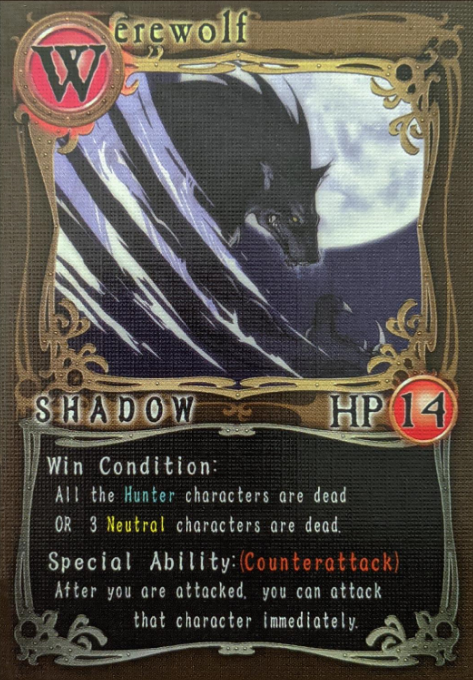 Werewolf
SHADOW HP 14
Win Condition:
All the Hunter characters are dead
OR 3 Neutral characters are dead.
Special Ability:(Counterattack)
After you are attacked, you can attack
that character immediately.